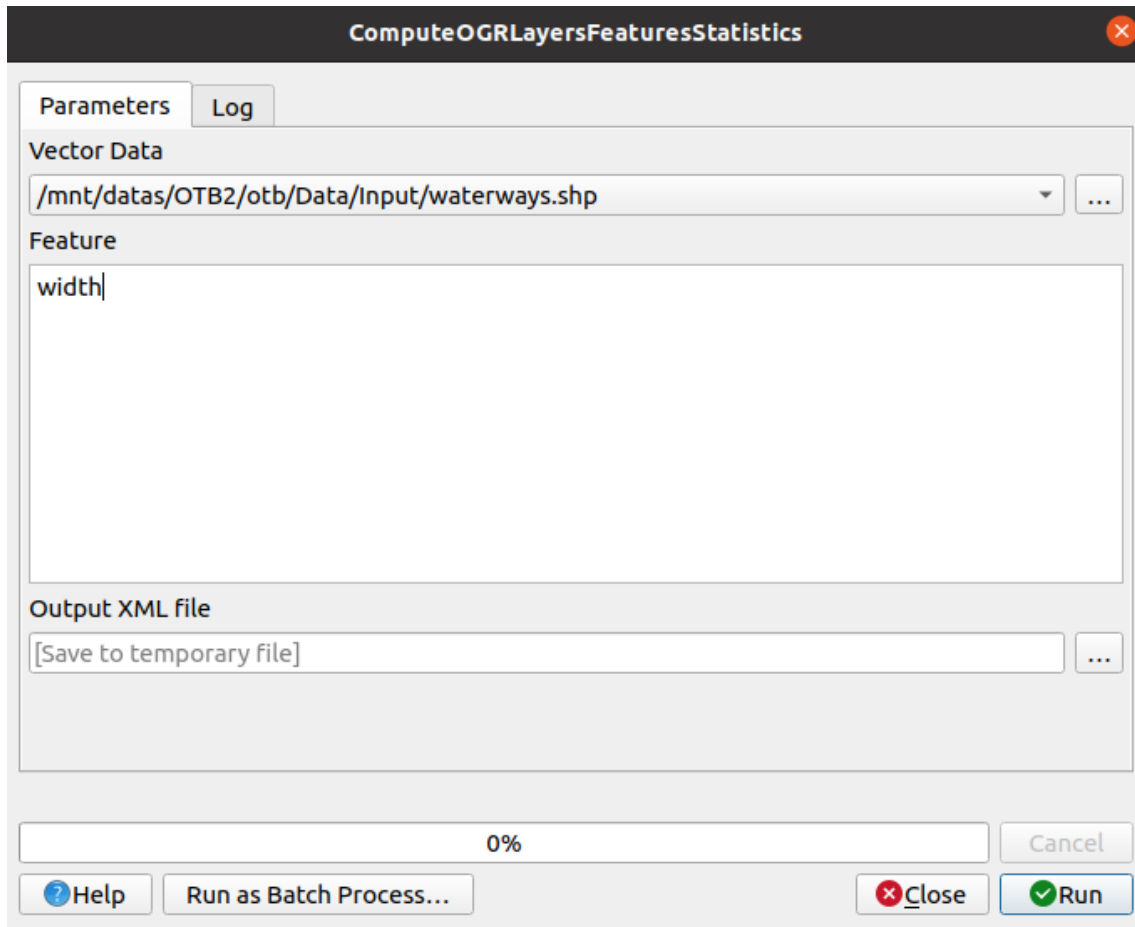 ComputeOGRLayersFeaturesStatistics
Parameters Log
Vector Data
/mnt/datas/OTB2/otb/Data/Input/waterways.shp ...
Feature
width
Output XML file
[Save to temporary file] ...
0% Cancel
?Help Run as Batch Process... Close Run